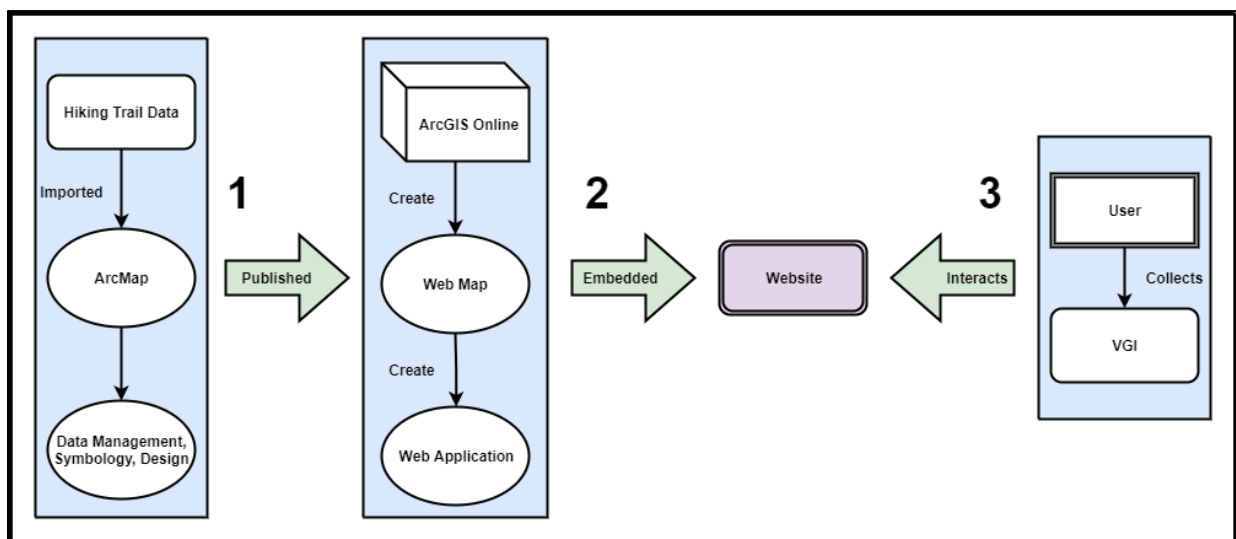 Hiking Trail Data
Imported
ArcMap
Data Management,
Symbology, Design
1
Published
ArcGIS Online
Create
Web Map
Create
Web Application
2
Embedded
Website
3
Interacts
User
Collects
VGI